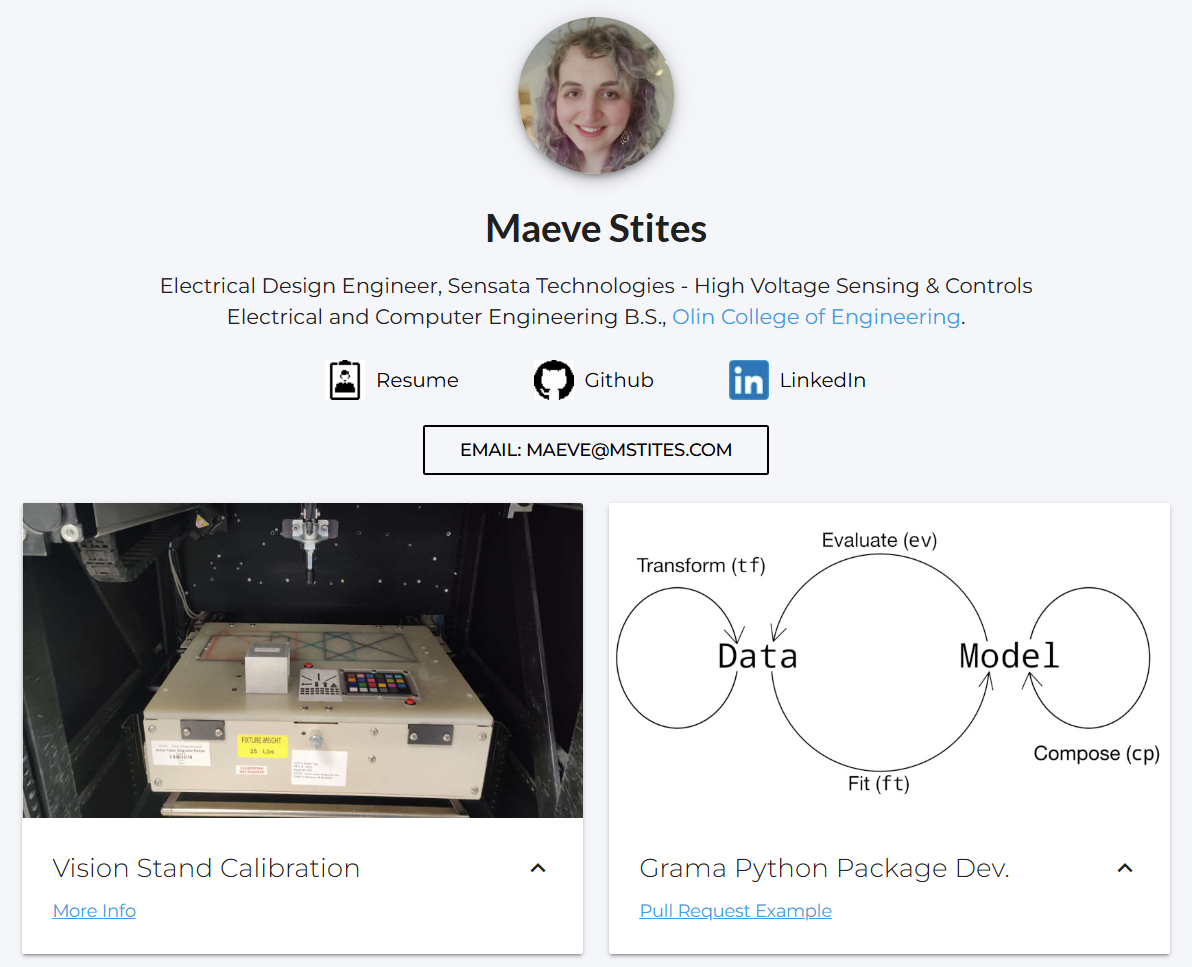 Maeve Stites
Electrical Design Engineer, Sensata Technologies - High Voltage Sensing & Controls
Electrical and Computer Engineering B.S., Olin College of Engineering.
Resume
Github
LinkedIn
EMAIL: MAEVE@MSTITES.COM
FIXTURE WEIGHT
25 Lbs
Evaluate (ev)
Transform (tf)
Data
Model
Compose (cp)
Fit (ft)
Vision Stand Calibration
More Info
Grama Python Package Dev.
Pull Request Example